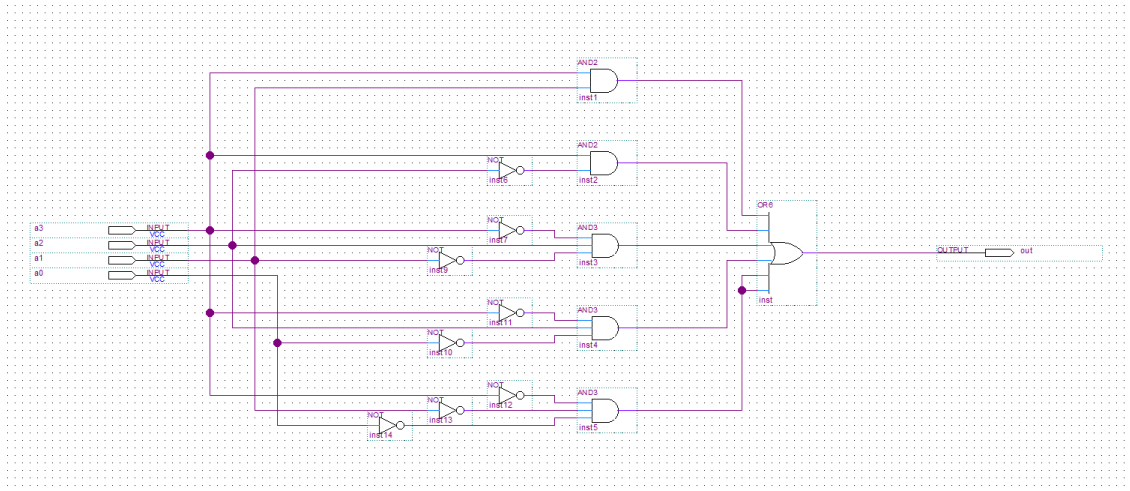 AND2
inst1
AND2
NOT
inst6
inst2
OR6
NOT
AND3
a3
INPUT
VCC
inst7
a2
INPUT
VCC
NOT
OUTPUT
out
a1
INPUT
VCC
inst9
inst3
a0
INPUT
VCC
inst
NOT
AND3
inst11
NOT
inst4
inst10
NOT
AND3
NOT
inst12
NOT
inst13
inst5
inst14